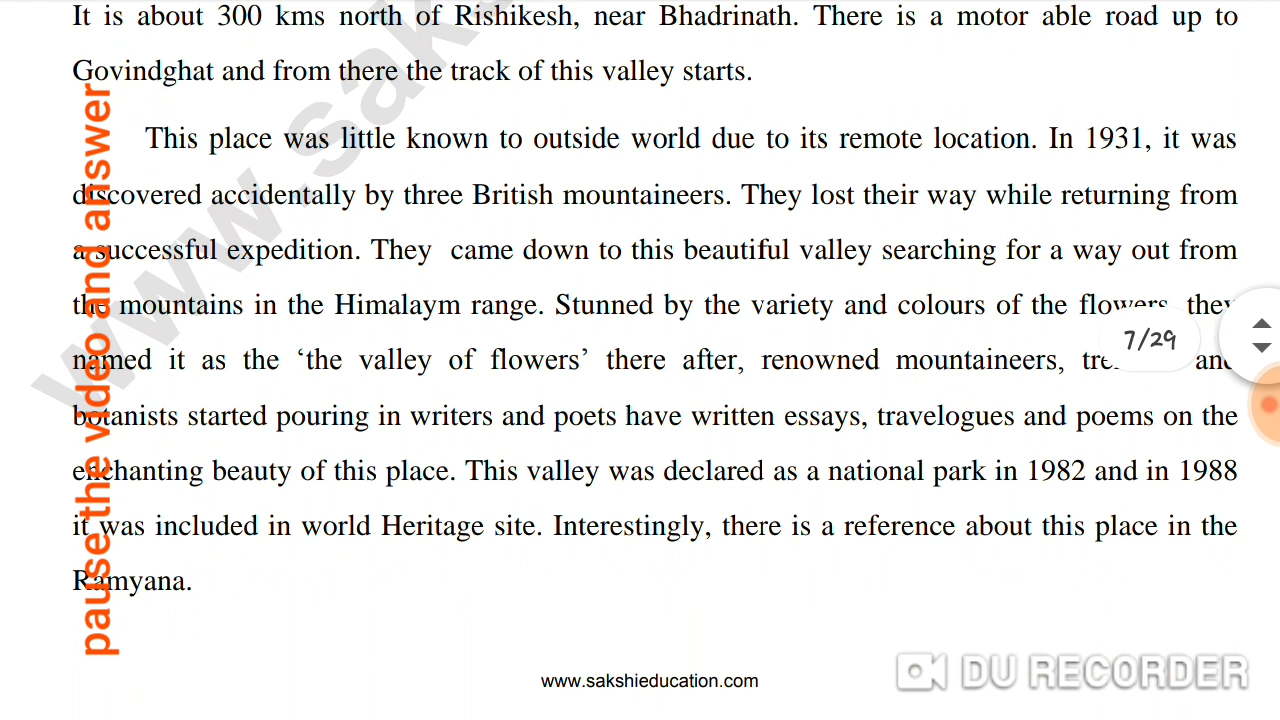 It is about 300 kms north of Rishikesh, near Bhadrinath. There is a motor able road up to
Govindghat and from there the track of this valley starts.
This place was little known to outside world due to its remote location. In 1931, it was
discovered accidentally by three British mountaineers. They lost their way while returning from
a successful expedition. They came down to this beautiful valley searching for a way out from
the mountains in the Himalaym range. Stunned by the variety and colours of the flowers they
named it as the ‘the valley of flowers’ there after, renowned mountaineers, and
botanists started pouring in writers and poets have written essays, travelogues and poems on the
enchanting beauty of this place. This valley was declared as a national park in 1982 and in 1988
it was included in world Heritage site. Interestingly, there is a reference about this place in the
Ramyana.
7/29
pause the video and answer
www.sak
www.sakshieducation.com
DU RECORDER